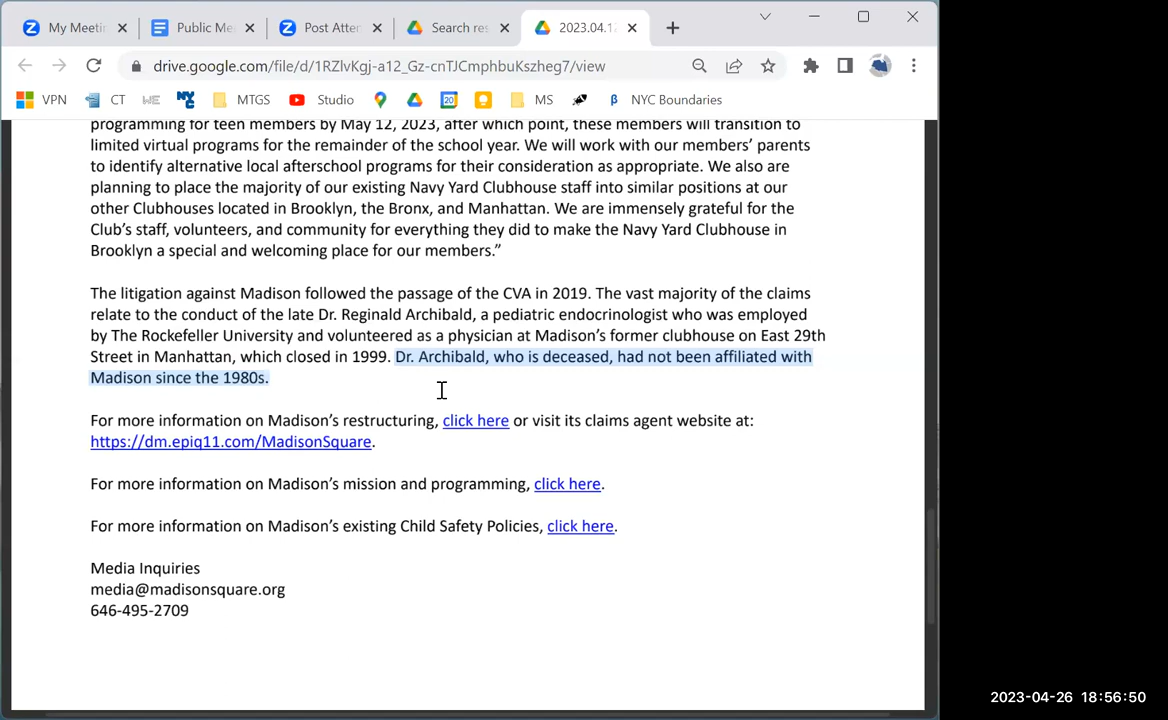 My Meeti
Public Me
Post Atter
Search res
2023.04.1
drive.google.com/file/d/1RZlvKgj-a12_Gz-cnTJCmphbuKszheg7/view
VPN
CT
WE
NYC
MTGS
Studio
20
MS
β
NYC Boundaries
programming for teen members by May 12, 2023, after which point, these members will transition to
limited virtual programs for the remainder of the school year. We will work with our members’ parents
to identify alternative local afterschool programs for their consideration as appropriate. We also are
planning to place the majority of our existing Navy Yard Clubhouse staff into similar positions at our
other Clubhouses located in Brooklyn, the Bronx, and Manhattan. We are immensely grateful for the
Club’s staff, volunteers, and community for everything they did to make the Navy Yard Clubhouse in
Brooklyn a special and welcoming place for our members.”
The litigation against Madison followed the passage of the CVA in 2019. The vast majority of the claims
relate to the conduct of the late Dr. Reginald Archibald, a pediatric endocrinologist who was employed
by The Rockefeller University and volunteered as a physician at Madison’s former clubhouse on East 29th
Street in Manhattan, which closed in 1999. Dr. Archibald, who is deceased, had not been affiliated with
Madison since the 1980s.
For more information on Madison’s restructuring, click here or visit its claims agent website at:
https://dm.epiq11.com/MadisonSquare.
For more information on Madison’s mission and programming, click here.
For more information on Madison’s existing Child Safety Policies, click here.
Media Inquiries
media@madisonsquare.org
646-495-2709
2023-04-26 18:56:50